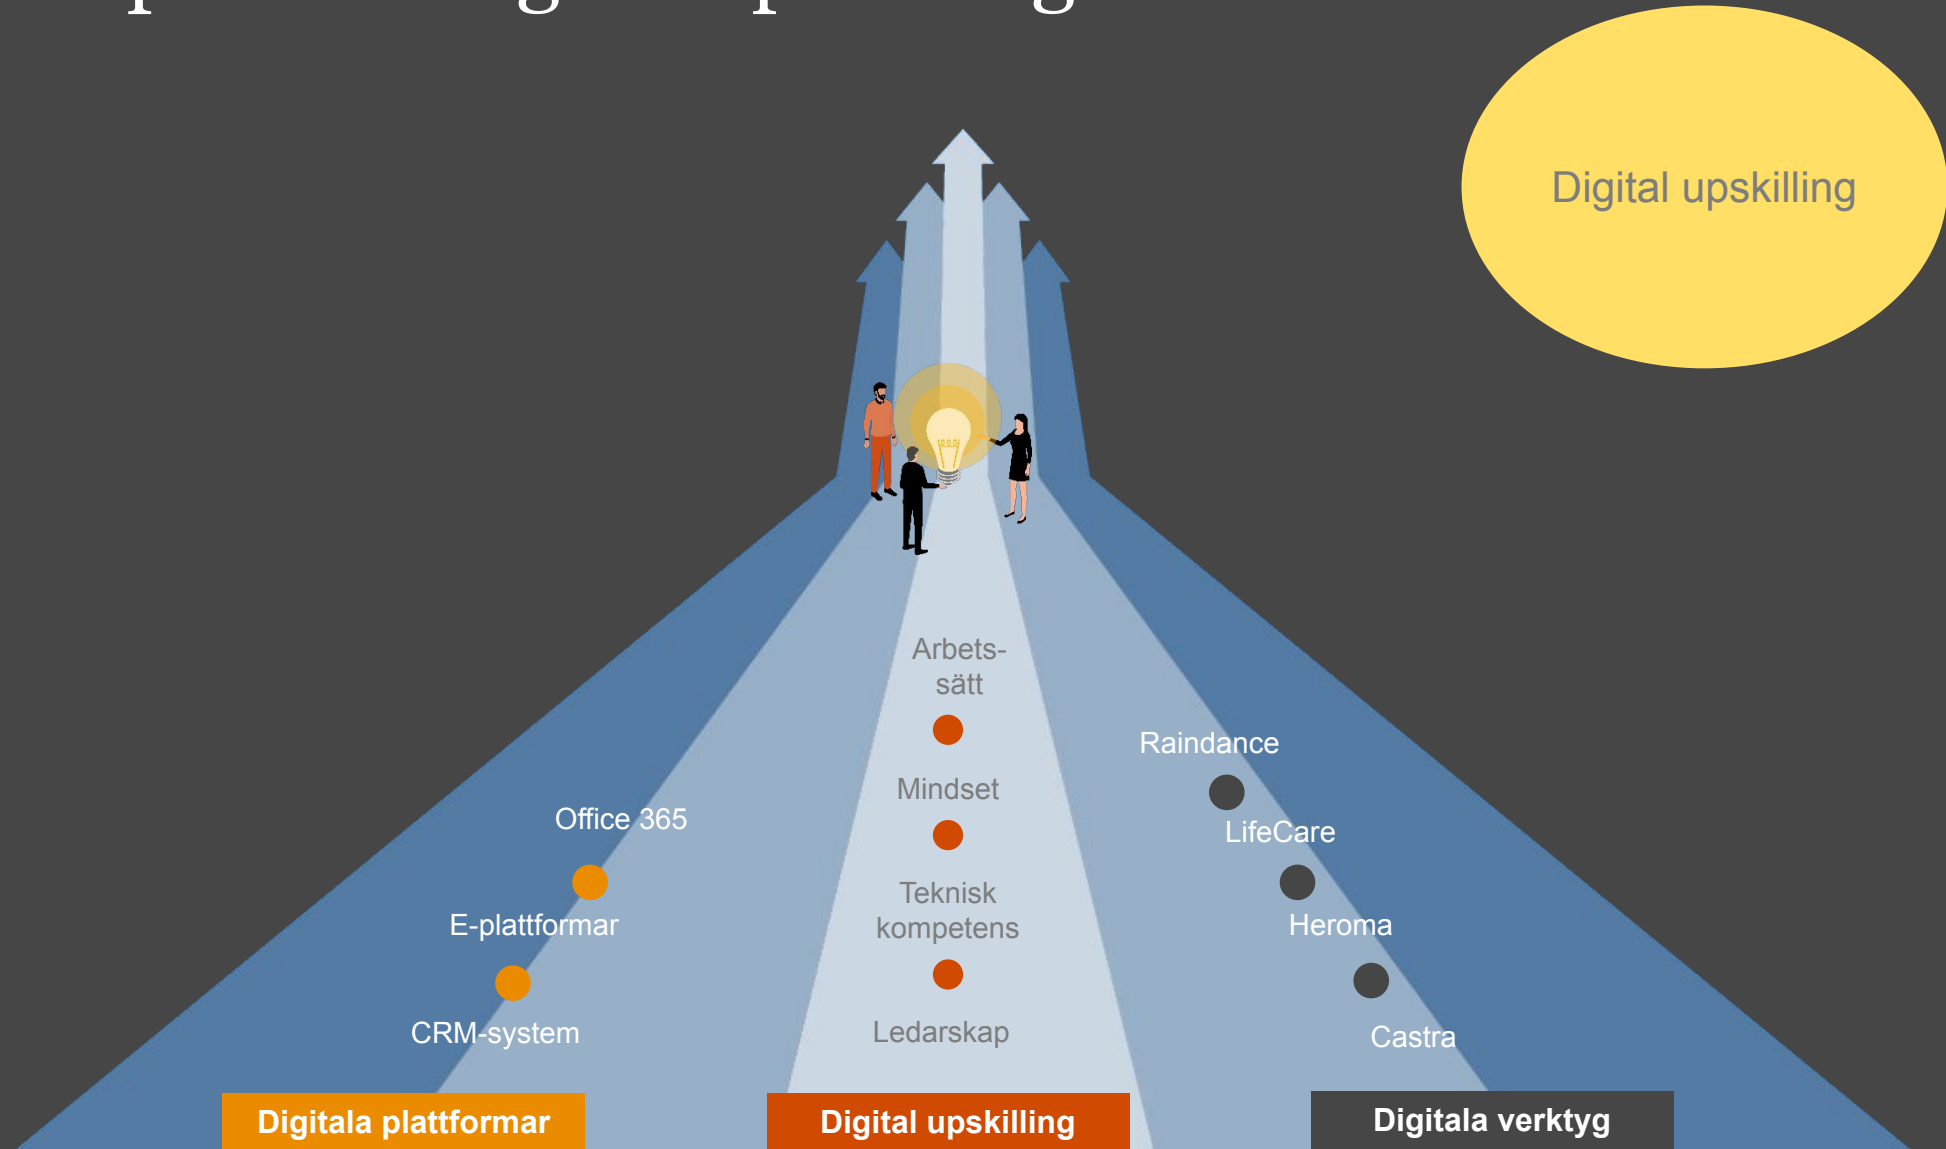 Digital upskilling
Arbets-
sätt
Mindset
Teknisk
kompetens
Ledarskap
Office 365
E-plattformar
CRM-system
Raindance
LifeCare
Heroma
Castra
Digitala plattformar
Digital upskilling
Digitala verktyg